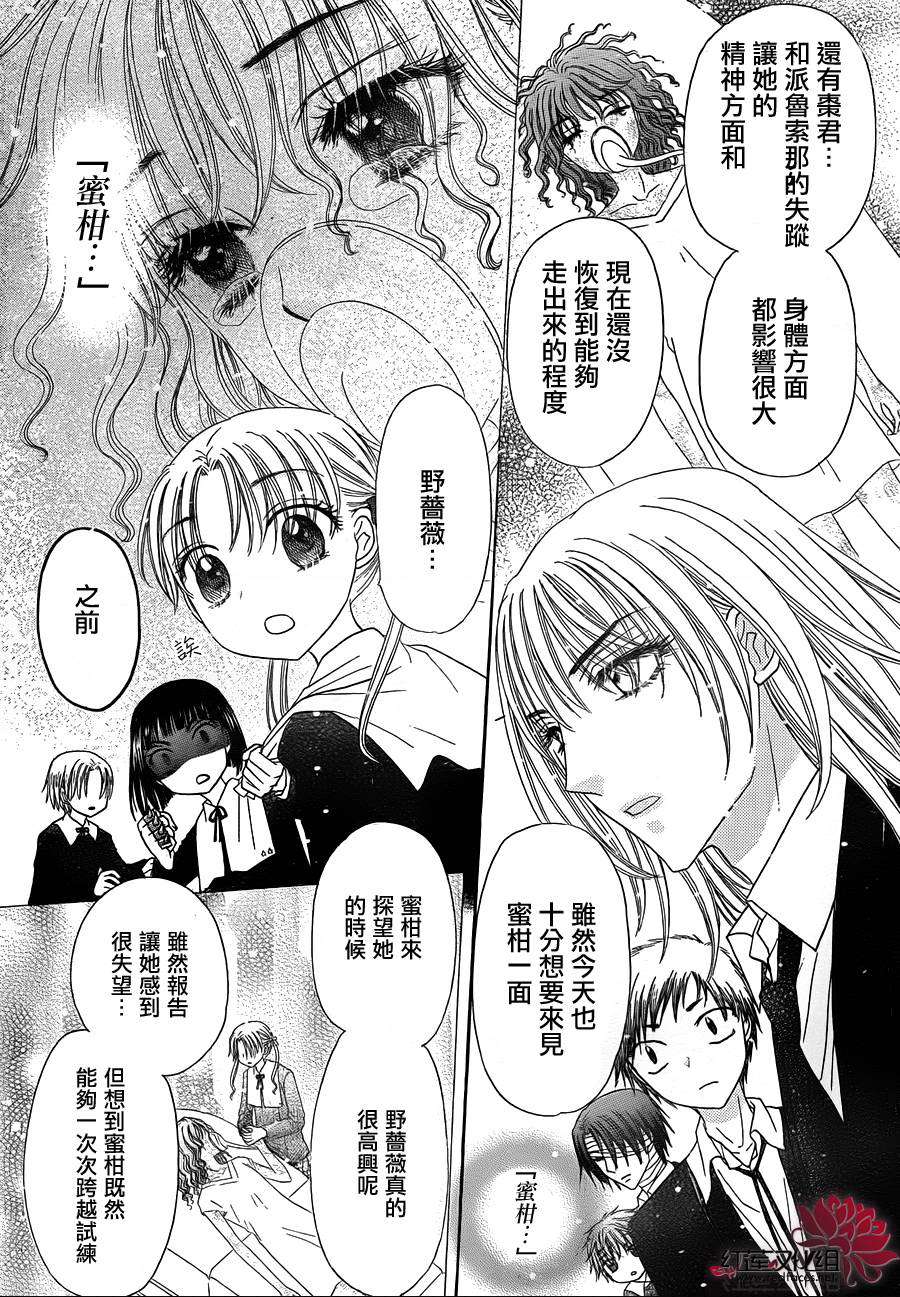 還有棗君…
和派魯索那的失蹤
讓她的
精神方面和
身體方面
都影響很大
現在還沒
恢復到能夠
走出來的程度
「蜜柑…」
野薔薇…
雖然今天也
十分想要來見
蜜柑一面
「蜜柑…」
之前
誒
蜜柑來
探望她
的時候
野薔薇真的
很高興呢
雖然報告
讓她感到
很失望…
但想到蜜柑既然
能夠一次次跨越試練